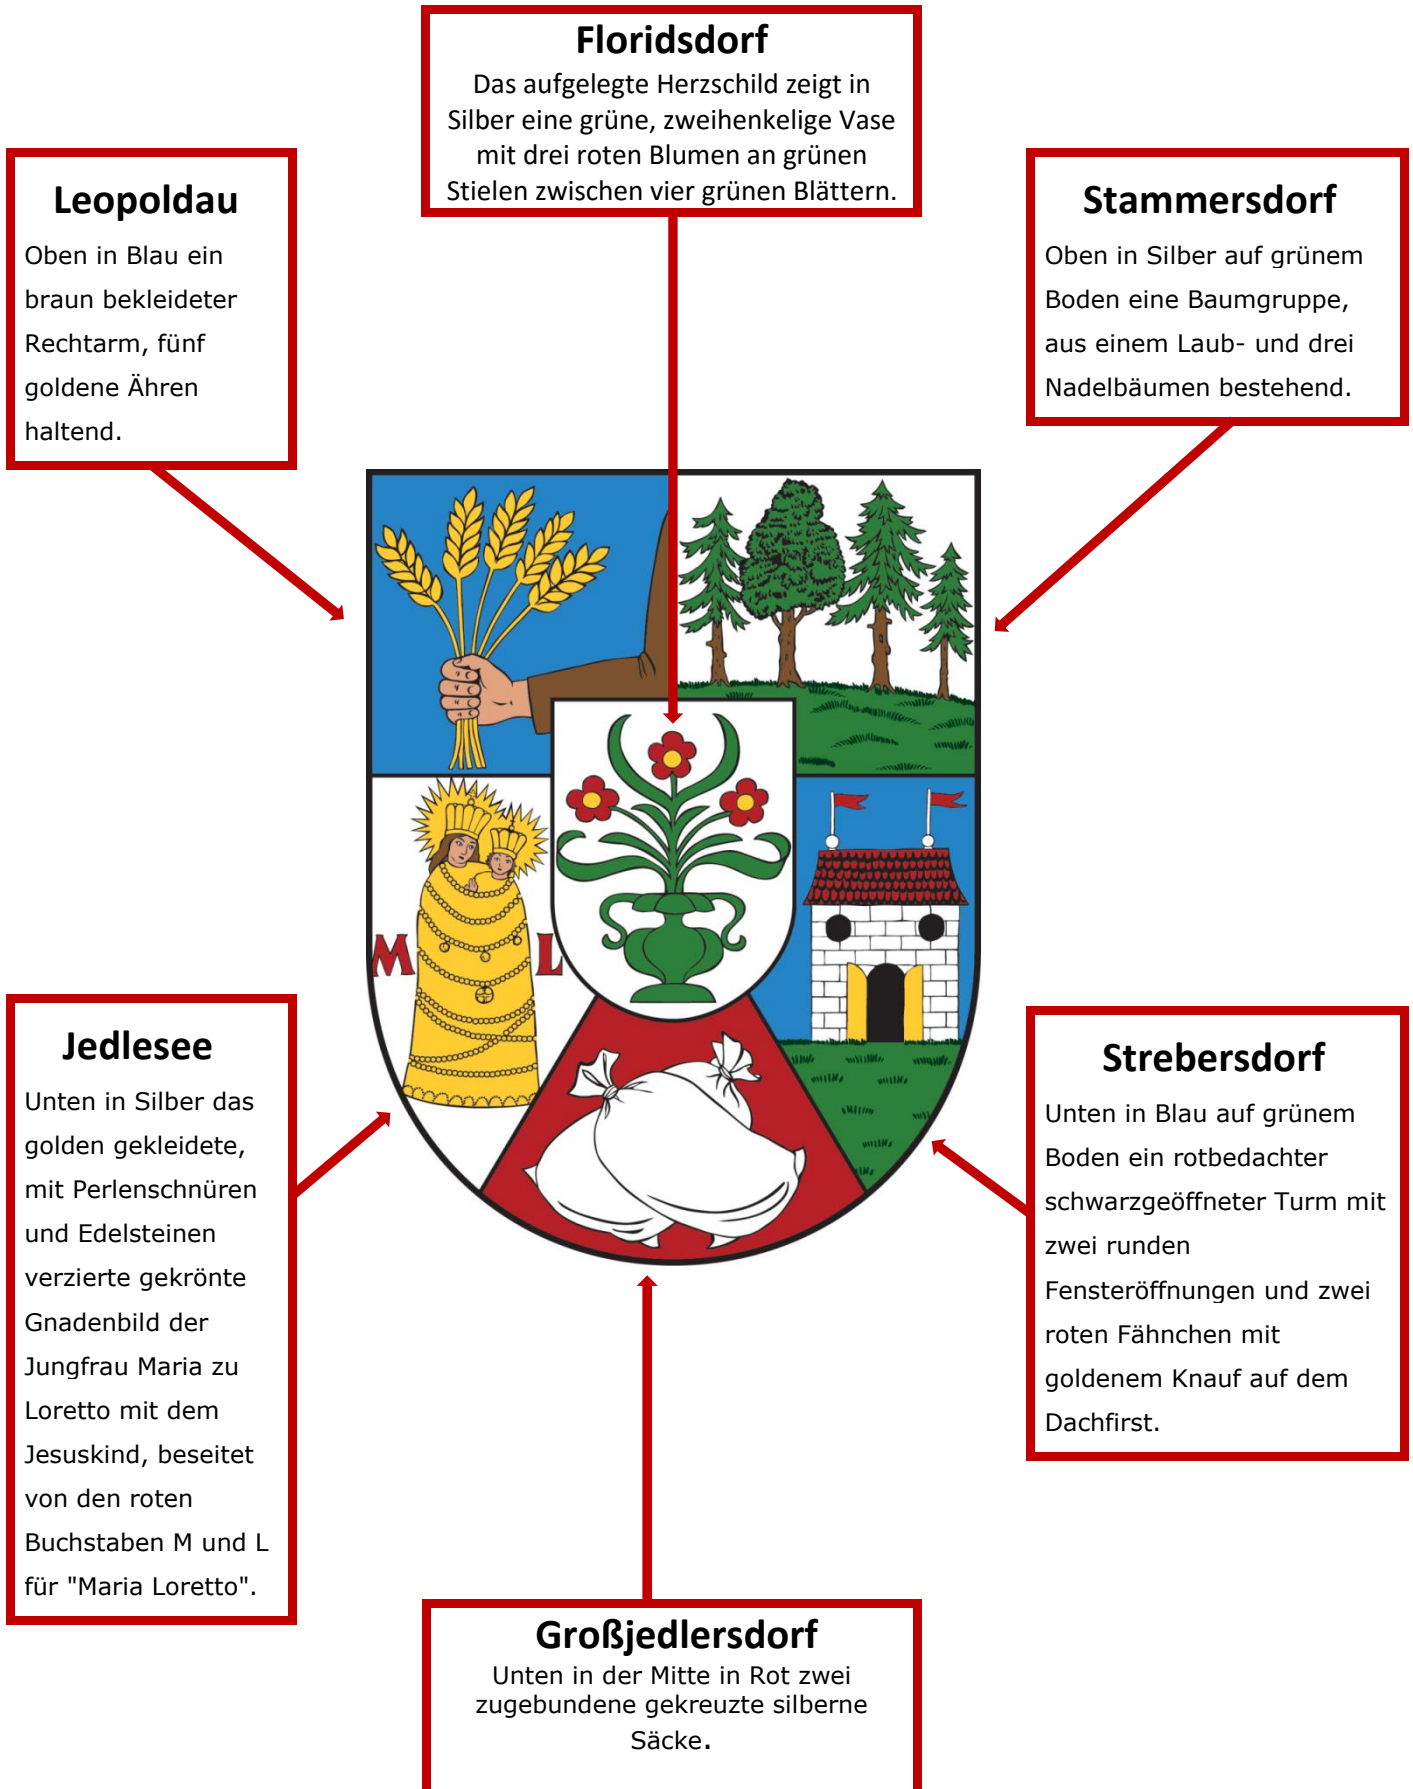 Floridsdorf
Das aufgelegte Herzschild zeigt in
Silber eine grüne, zweihenkelige Vase
mit drei roten Blumen an grünen
Stielen zwischen vier grünen Blättern.
Leopoldau
Oben in Blau ein
braun bekleideter
Rechtarm, fünf
goldene Ähren
haltend.
Stammersdorf
Oben in Silber auf grünem
Boden eine Baumgruppe,
aus einem Laub- und drei
Nadelbäumen bestehend.
M L
Jedlesee
Unten in Silber das
golden gekleidete,
mit Perlenschnüren
und Edelsteinen
verzierte gekrönte
Gnadenbild der
Jungfrau Maria zu
Loretto mit dem
Jesuskind, beseitet
von den roten
Buchstaben M und L
für "Maria Loretto".
Strebersdorf
Unten in Blau auf grünem
Boden ein rotbedachter
schwarzgeöffneter Turm mit
zwei runden
Fensteröffnungen und zwei
roten Fähnchen mit
goldenem Knauf auf dem
Dachfirst.
Großjedlersdorf
Unten in der Mitte in Rot zwei
zugebundene gekreuzte silberne
Säcke.